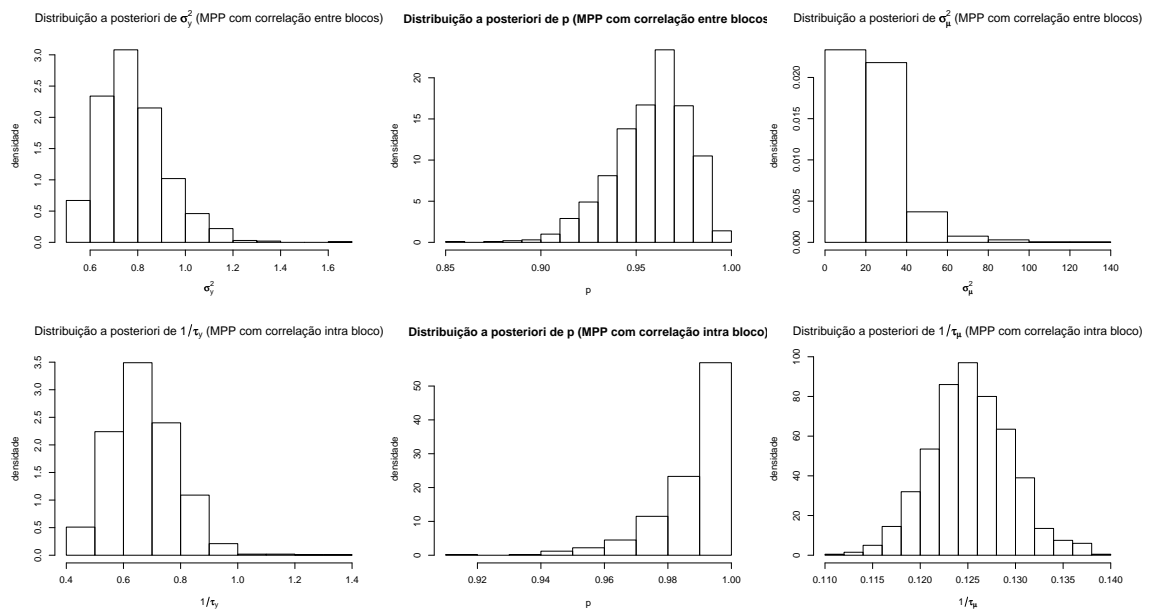 Distribuição a posteriori de σ²y (MPP com correlação entre blocos)
densidade
0.0 0.5 1.0 1.5 2.0 2.5 3.0
0.6 0.8 1.0 1.2 1.4 1.6
σ²y
Distribuição a posteriori de p (MPP com correlação entre blocos
densidade
0 5 10 15 20
0.85 0.90 0.95 1.00
p
Distribuição a posteriori de σ²μ (MPP com correlação entre blocos)
densidade
0.000 0.005 0.010 0.015 0.020
0 20 40 60 80 100 120 140
σ²μ
Distribuição a posteriori de 1/τy (MPP com correlação intra bloco)
densidade
0.0 0.5 1.0 1.5 2.0 2.5 3.0 3.5
0.4 0.6 0.8 1.0 1.2 1.4
1/τy
Distribuição a posteriori de p (MPP com correlação intra bloco)
densidade
0 10 20 30 40 50
0.92 0.94 0.96 0.98 1.00
p
Distribuição a posteriori de 1/τμ (MPP com correlação intra bloco)
densidade
0 20 40 60 80 100
0.110 0.115 0.120 0.125 0.130 0.135 0.140
1/τμ